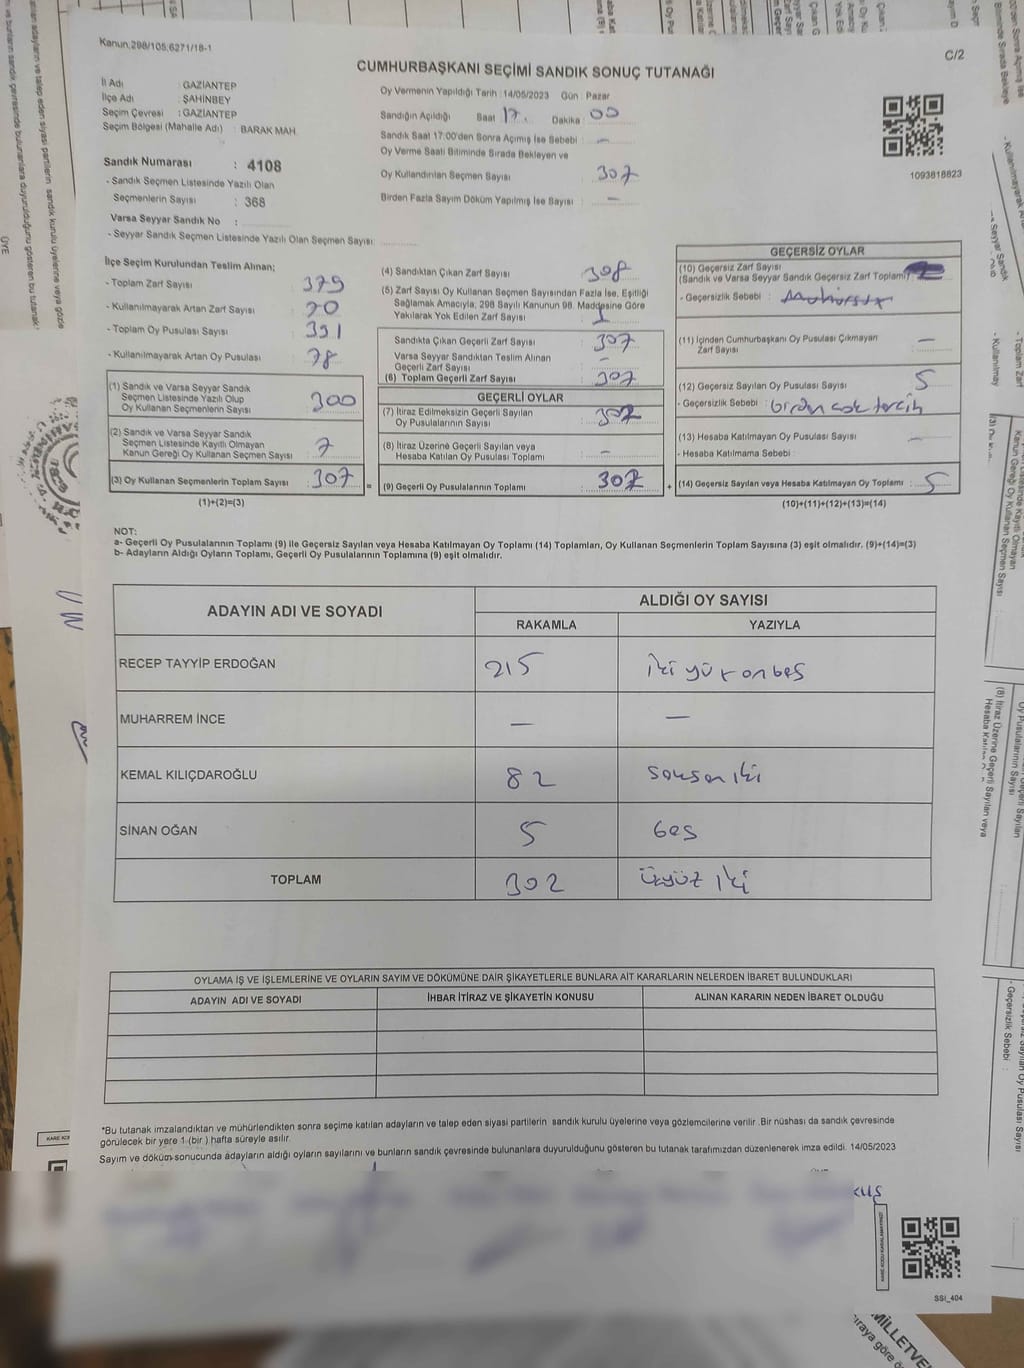 Kanun:298/105;6271/18-1
C/2
CUMHURBAŞKANI SEÇİMİ SANDIK SONUÇ TUTANAĞI
İl Adı : GAZİANTEP
İlçe Adı : ŞAHİNBEY
Seçim Çevresi : GAZİANTEP
Seçim Bölgesi (Mahalle Adı) : BARAK MAH.
Sandık Numarası : 4108
- Sandık Seçmen Listesinde Yazılı Olan
Seçmenlerin Sayısı : 368
Varsa Seyyar Sandık No :
- Seyyar Sandık Seçmen Listesinde Yazılı Olan Seçmen Sayısı:
Oy Vermenin Yapıldığı Tarih : 14/05/2023 Gün : Pazar
Sandığın Açıldığı Saat 17. Dakika : 00
Sandık Saat 17:00'den Sonra Açımış İse Sebebi : —
Oy Verme Saati Bitiminde Sırada Bekleyen ve
Oy Kullandırılan Seçmen Sayısı 307
Birden Fazla Sayım Döküm Yapılmış İse Sayısı : —
1093818823
İlçe Seçim Kurulundan Teslim Alınan;
- Toplam Zarf Sayısı : 379
- Kullanılmayarak Artan Zarf Sayısı : 70
- Toplam Oy Pusulası Sayısı : 391
- Kullanılmayarak Artan Oy Pusulası : 78
(1) Sandık ve Varsa Seyyar Sandık
Seçmen Listesinde Yazılı Olup
Oy Kullanan Seçmenlerin Sayısı : 300
(2) Sandık ve Varsa Seyyar Sandık
Seçmen Listesinde Kayıtlı Olmayan
Kanun Gereği Oy Kullanan Seçmen Sayısı : 7
(3) Oy Kullanan Seçmenlerin Toplam Sayısı : 307
(1)+(2)=(3)
(4) Sandıktan Çıkan Zarf Sayısı : 308
(5) Zarf Sayısı Oy Kullanan Seçmen Sayısından Fazla İse, Eşitliği
Sağlamak Amacıyla, 298 Sayılı Kanunun 98. Maddesine Göre
Yakılarak Yok Edilen Zarf Sayısı : 1
Sandıkta Çıkan Geçerli Zarf Sayısı : 307
Varsa Seyyar Sandıktan Teslim Alınan
Geçerli Zarf Sayısı : —
(6) Toplam Geçerli Zarf Sayısı : 307
GEÇERLİ OYLAR
(7) İtiraz Edilmeksizin Geçerli Sayılan
Oy Pusulalarının Sayısı : 302
(8) İtiraz Üzerine Geçerli Sayılan veya
Hesaba Katılan Oy Pusulası Toplamı : —
(9) Geçerli Oy Pusulalarının Toplamı : 302
GEÇERSİZ OYLAR
(10) Geçersiz Zarf Sayısı
(Sandık ve Varsa Seyyar Sandık Geçersiz Zarf Toplamı) :
- Geçersizlik Sebebi : Mühürsüz
(11) İçinden Cumhurbaşkanı Oy Pusulası Çıkmayan
Zarf Sayısı : —
(12) Geçersiz Sayılan Oy Pusulası Sayısı : 5
- Geçersizlik Sebebi : birden çok tercih
(13) Hesaba Katılmayan Oy Pusulası Sayısı : —
- Hesaba Katılmama Sebebi :
(14) Geçersiz Sayılan veya Hesaba Katılmayan Oy Toplamı : 5
(10)+(11)+(12)+(13)=(14)
NOT:
a- Geçerli Oy Pusulalarının Toplamı (9) ile Geçersiz Sayılan veya Hesaba Katılmayan Oy Toplamı (14) Toplamları, Oy Kullanan Seçmenlerin Toplam Sayısına (3) eşit olmalıdır. (9)+(14)=(3)
b- Adayların Aldığı Oyların Toplamı, Geçerli Oy Pusulalarının Toplamına (9) eşit olmalıdır.
ADAYIN ADI VE SOYADI ALDIĞI OY SAYISI
RAKAMLA YAZIYLA
RECEP TAYYİP ERDOĞAN 215 iki yüz on beş
MUHARREM İNCE — —
KEMAL KILIÇDAROĞLU 82 seksen iki
SİNAN OĞAN 5 beş
TOPLAM 302 üçyüz iki
OYLAMA İŞ VE İŞLEMLERİNE VE OYLARIN SAYIM VE DÖKÜMÜNE DAİR ŞİKAYETLERLE BUNLARA AİT KARARLARIN NELERDEN İBARET BULUNDUKLARI
ADAYIN ADI VE SOYADI İHBAR İTİRAZ VE ŞİKAYETİN KONUSU ALINAN KARARIN NEDEN İBARET OLDUĞU
*Bu tutanak imzalandıktan ve mühürlendikten sonra seçime katılan adayların ve talep eden siyasi partilerin sandık kurulu üyelerine veya gözlemcilerine verilir .Bir nüshası da sandık çevresinde
görülecek bir yere 1 (bir ) hafta süreyle asılır.
Sayım ve döküm sonucunda adayların aldığı oyların sayılarını ve bunların sandık çevresinde bulunanlara duyurulduğunu gösteren bu tutanak tarafımızdan düzenlenerek imza edildi. 14/05/2023
SSI_404